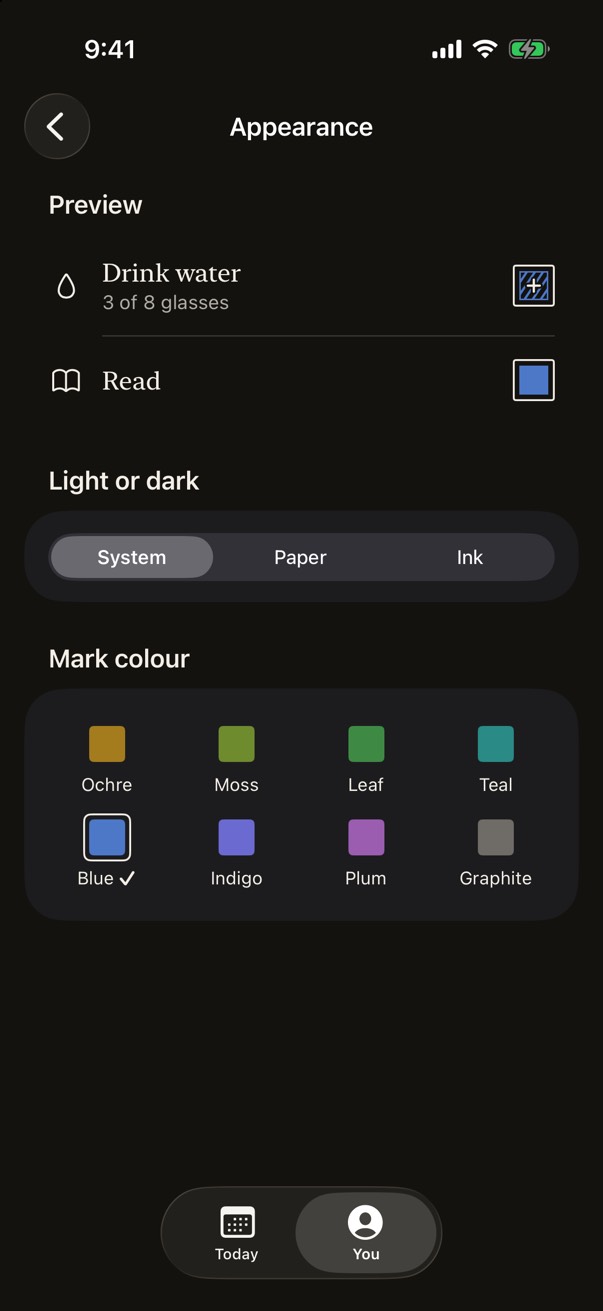 9:41
Appearance
Preview
Drink water
3 of 8 glasses
Read
Light or dark
System Paper Ink
Mark colour
Ochre Moss Leaf Teal
Blue Indigo Plum Graphite
Today You